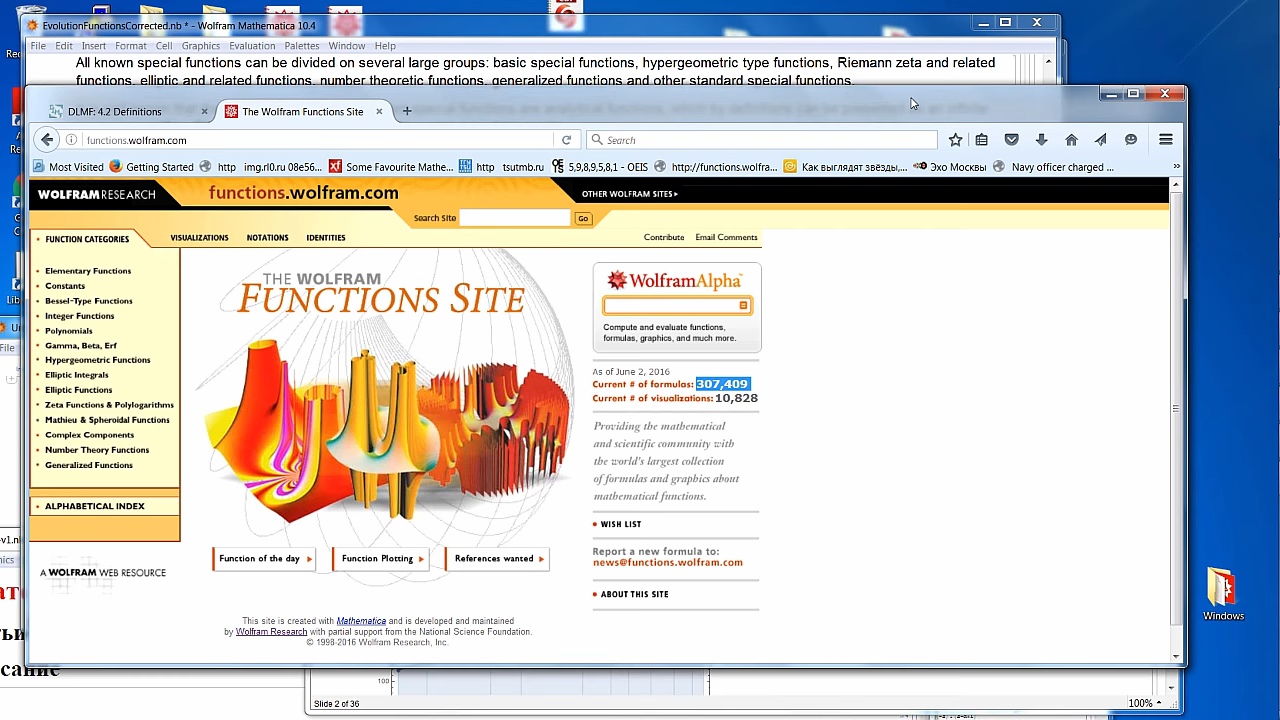 EvolutionFunctionsCorrected.nb * - Wolfram Mathematica 10.4
File Edit Insert Format Cell Graphics Evaluation Palettes Window Help
All known special functions can be divided on several large groups: basic special functions, hypergeometric type functions, Riemann zeta and related
functions, elliptic and related functions, number theoretic functions, generalized functions and other standard special functions.
DLMF: 4.2 Definitions
The Wolfram Functions Site
functions.wolfram.com
Search
Most Visited Getting Started http img.rl0.ru 08e56... Some Favourite Mathe... http tsutmb.ru 5,9,8,9,5,8,1 - OEIS http://functions.wolfra... Как выглядят звёзды,... Эхо Москвы Navy officer charged ...
WOLFRAMRESEARCH
functions.wolfram.com
OTHER WOLFRAM SITES
Search Site
Go
FUNCTION CATEGORIES
VISUALIZATIONS NOTATIONS IDENTITIES
Contribute Email Comments
Elementary Functions
Constants
Bessel-Type Functions
Integer Functions
Polynomials
Gamma, Beta, Erf
Hypergeometric Functions
Elliptic Integrals
Elliptic Functions
Zeta Functions & Polylogarithms
Mathieu & Spheroidal Functions
Complex Components
Number Theory Functions
Generalized Functions
ALPHABETICAL INDEX
A WOLFRAM WEB RESOURCE
THE WOLFRAM
FUNCTIONS SITE
Function of the day
Function Plotting
References wanted
This site is created with Mathematica and is developed and maintained
by Wolfram Research with partial support from the National Science Foundation.
© 1998-2016 Wolfram Research, Inc.
WolframAlpha
Compute and evaluate functions,
formulas, graphics, and much more.
As of June 2, 2016
Current # of formulas: 307,409
Current # of visualizations: 10,828
Providing the mathematical
and scientific community with
the world's largest collection
of formulas and graphics about
mathematical functions.
WISH LIST
Report a new formula to:
news@functions.wolfram.com
ABOUT THIS SITE
Windows
File
-v1.nb
сание
100
Slide 2 of 36
100%